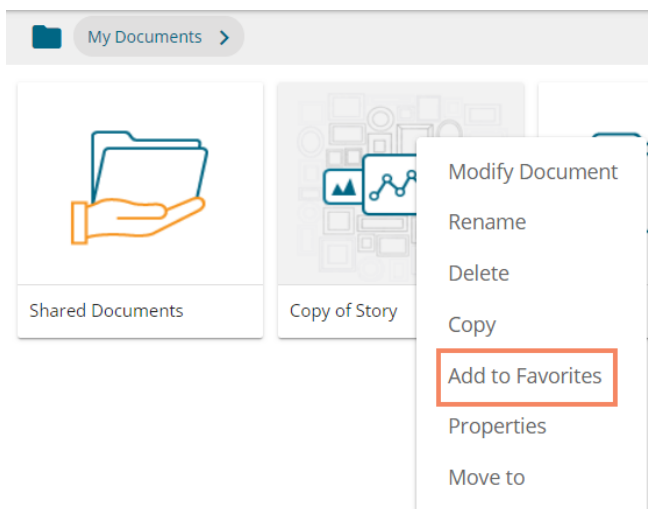 My Documents
Shared Documents
Copy of Story
Modify Document
Rename
Delete
Copy
Add to Favorites
Properties
Move to